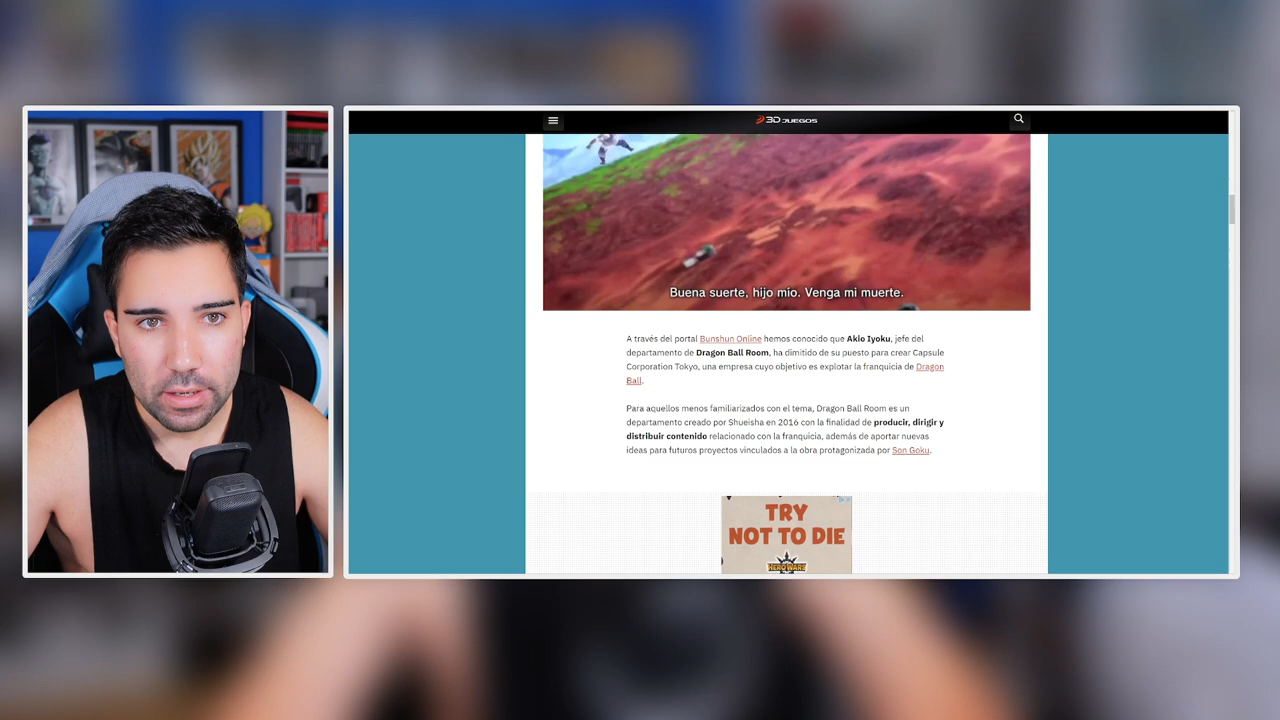 3D JUEGOS
Buena suerte, hijo mío. Venga mi muerte.
A través del portal Bunshun Online hemos conocido que Akio Iyoku, jefe del
departamento de Dragon Ball Room, ha dimitido de su puesto para crear Capsule
Corporation Tokyo, una empresa cuyo objetivo es explotar la franquicia de Dragon
Ball.
Para aquellos menos familiarizados con el tema, Dragon Ball Room es un
departamento creado por Shueisha en 2016 con la finalidad de producir, dirigir y
distribuir contenido relacionado con la franquicia, además de aportar nuevas
ideas para futuros proyectos vinculados a la obra protagonizada por Son Goku.
TRY
NOT TO DIE
HERO WARS